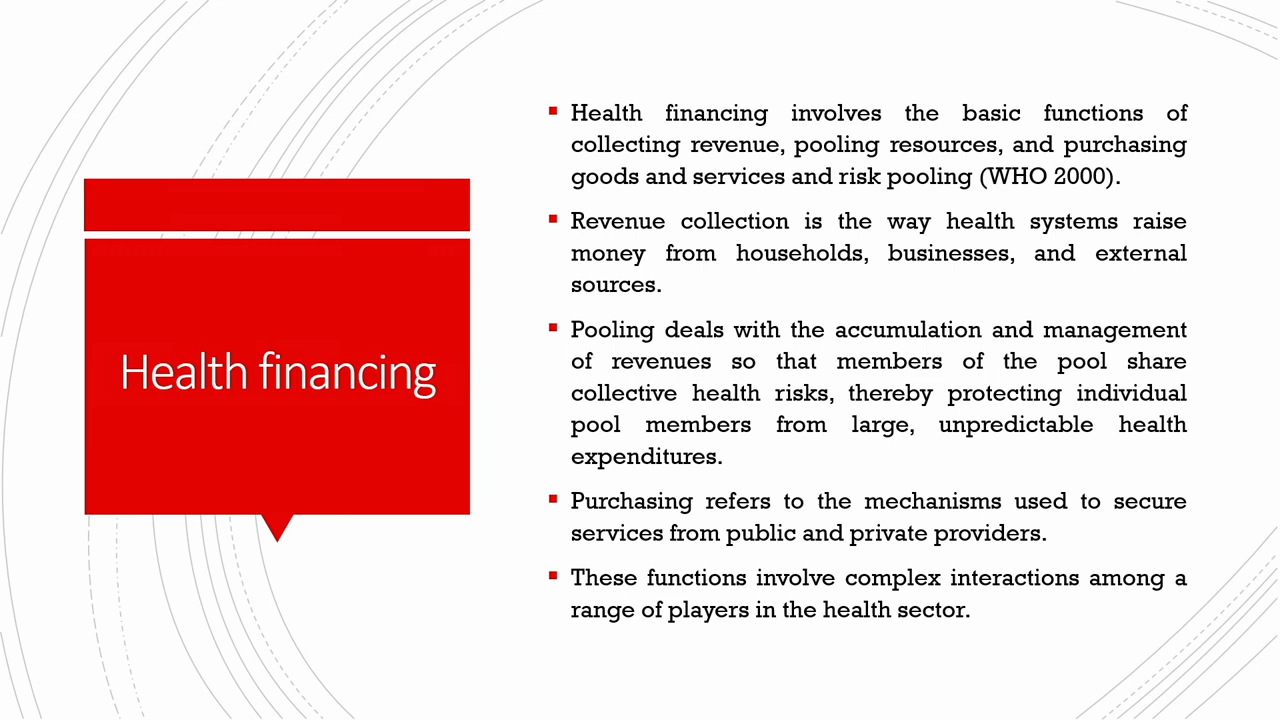 Health financing
Health financing involves the basic functions of
collecting revenue, pooling resources, and purchasing
goods and services and risk pooling (WHO 2000).
Revenue collection is the way health systems raise
money from households, businesses, and external
sources.
Pooling deals with the accumulation and management
of revenues so that members of the pool share
collective health risks, thereby protecting individual
pool members from large, unpredictable health
expenditures.
Purchasing refers to the mechanisms used to secure
services from public and private providers.
These functions involve complex interactions among a
range of players in the health sector.